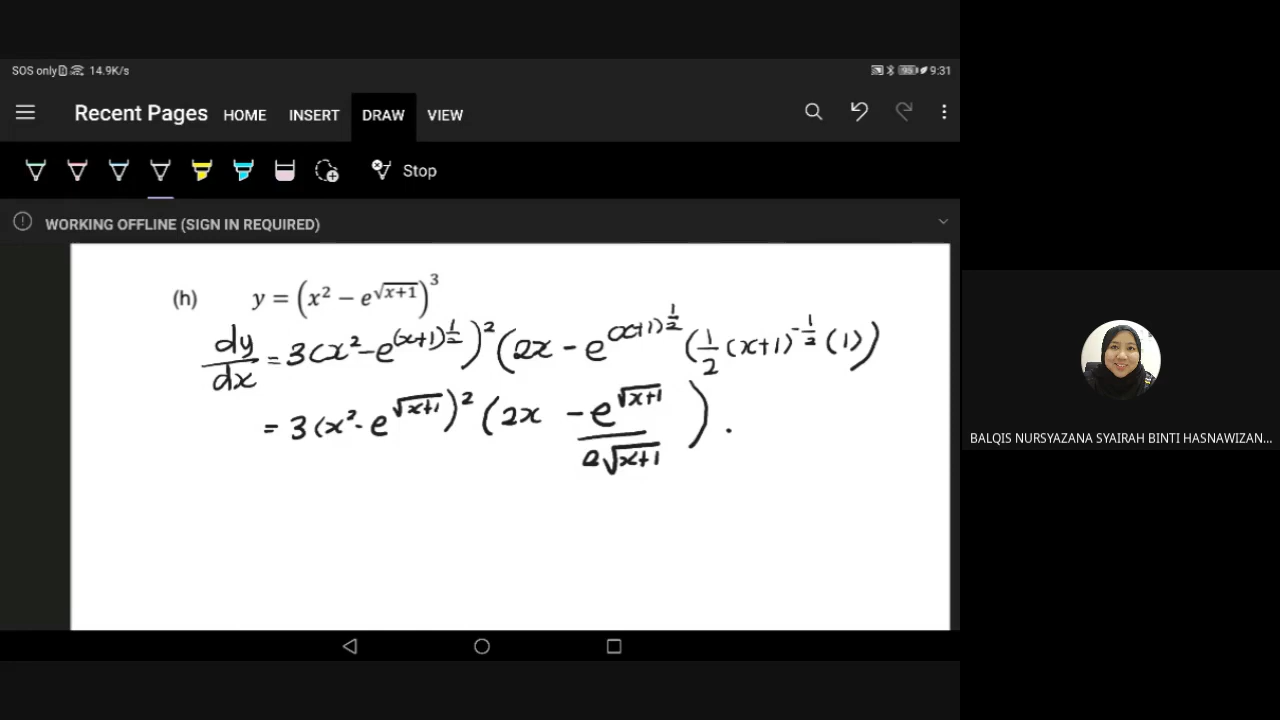 SOS only 14.9K/s 95 9:31
Recent Pages HOME INSERT DRAW VIEW
Stop
WORKING OFFLINE (SIGN IN REQUIRED)
(h) y = (x² − e^√(x+1))³
dy/dx = 3(x² − e^(x+1)^½)² (2x − e^(x+1)^½ (½ (x+1)^−½ (1))
= 3(x² − e^√(x+1))² (2x − e^√(x+1) / 2√(x+1)) .
BALQIS NURSYAZANA SYAIRAH BINTI HASNAWIZAN...